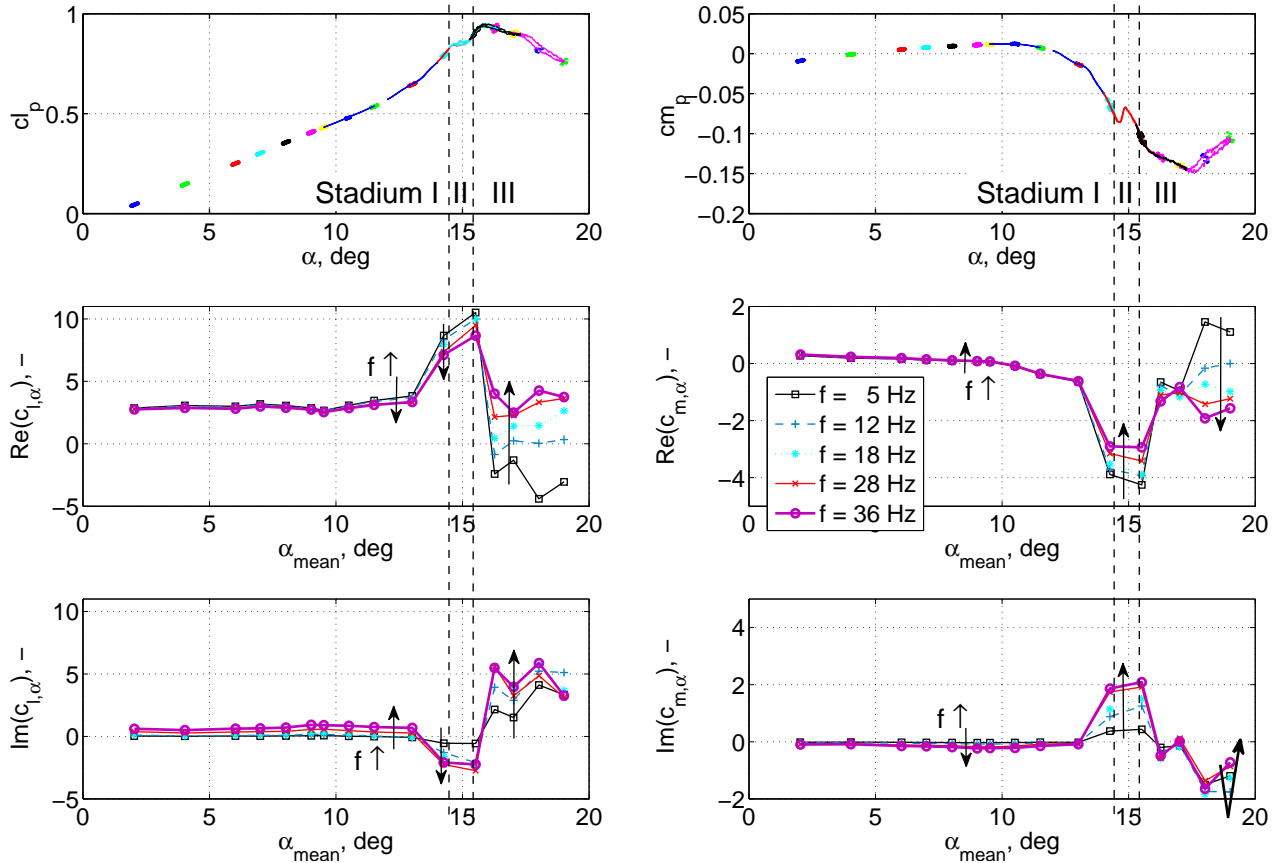 1
0.5
0
cl_p
Stadium I
II
III
0
5
10
15
20
α, deg
0.05
0
−0.05
−0.1
−0.15
−0.2
cm_p
Stadium I
II
III
0
5
10
15
20
α, deg
10
5
0
−5
Re(c_{l,α}), −
f ↑
0
5
10
15
20
α_mean, deg
2
0
−2
−4
Re(c_{m,α}), −
f ↑
f = 5 Hz
f = 12 Hz
f = 18 Hz
f = 28 Hz
f = 36 Hz
0
5
10
15
20
α_mean, deg
10
5
0
−5
Im(c_{l,α}), −
f ↑
0
5
10
15
20
α_mean, deg
4
2
0
−2
Im(c_{m,α}), −
f ↑
0
5
10
15
20
α_mean, deg